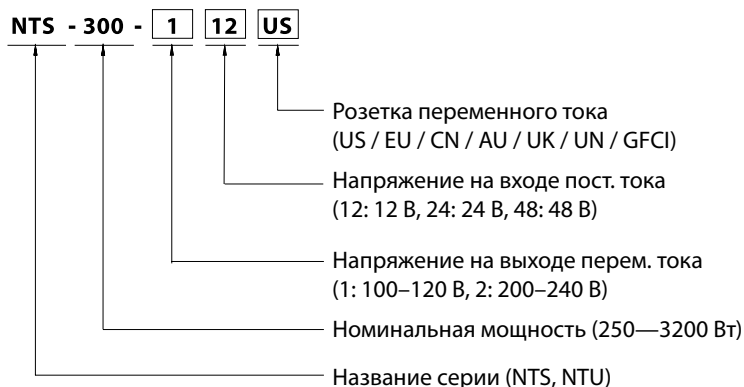 NTS - 300 - 1 12 US
Розетка переменного тока
(US / EU / CN / AU / UK / UN / GFCI)
Напряжение на входе пост. тока
(12: 12 В, 24: 24 В, 48: 48 В)
Напряжение на выходе перем. тока
(1: 100–120 В, 2: 200–240 В)
Номинальная мощность (250—3200 Вт)
Название серии (NTS, NTU)